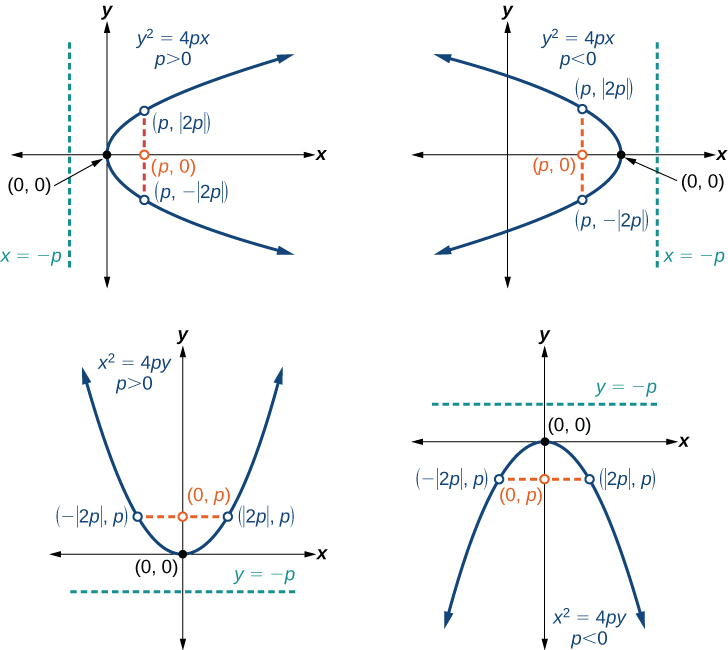 y
y² = 4px
p>0
(p, |2p|)
x
(p, 0)
(0, 0)
(p, −|2p|)
x = −p
y
y² = 4px
p<0
(p, |2p|)
x
(p, 0)
(0, 0)
(p, −|2p|)
x = −p
y
x² = 4py
p>0
(0, p)
(−|2p|, p)
(|2p|, p)
x
(0, 0)
y = −p
y
y = −p
(0, 0)
x
(−|2p|, p)
(|2p|, p)
(0, p)
x² = 4py
p<0